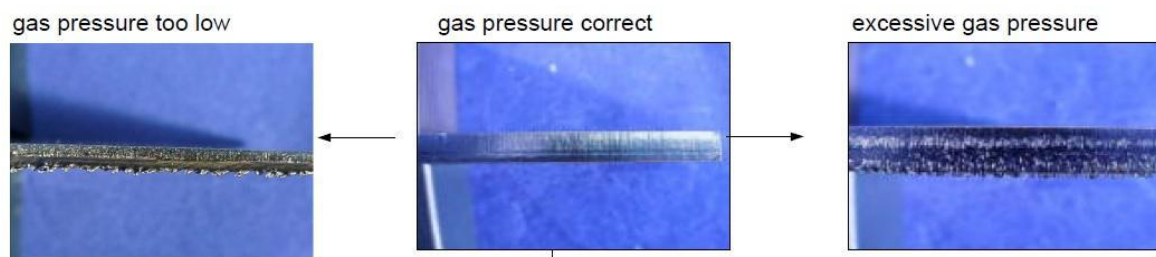 gas pressure too low
gas pressure correct
excessive gas pressure